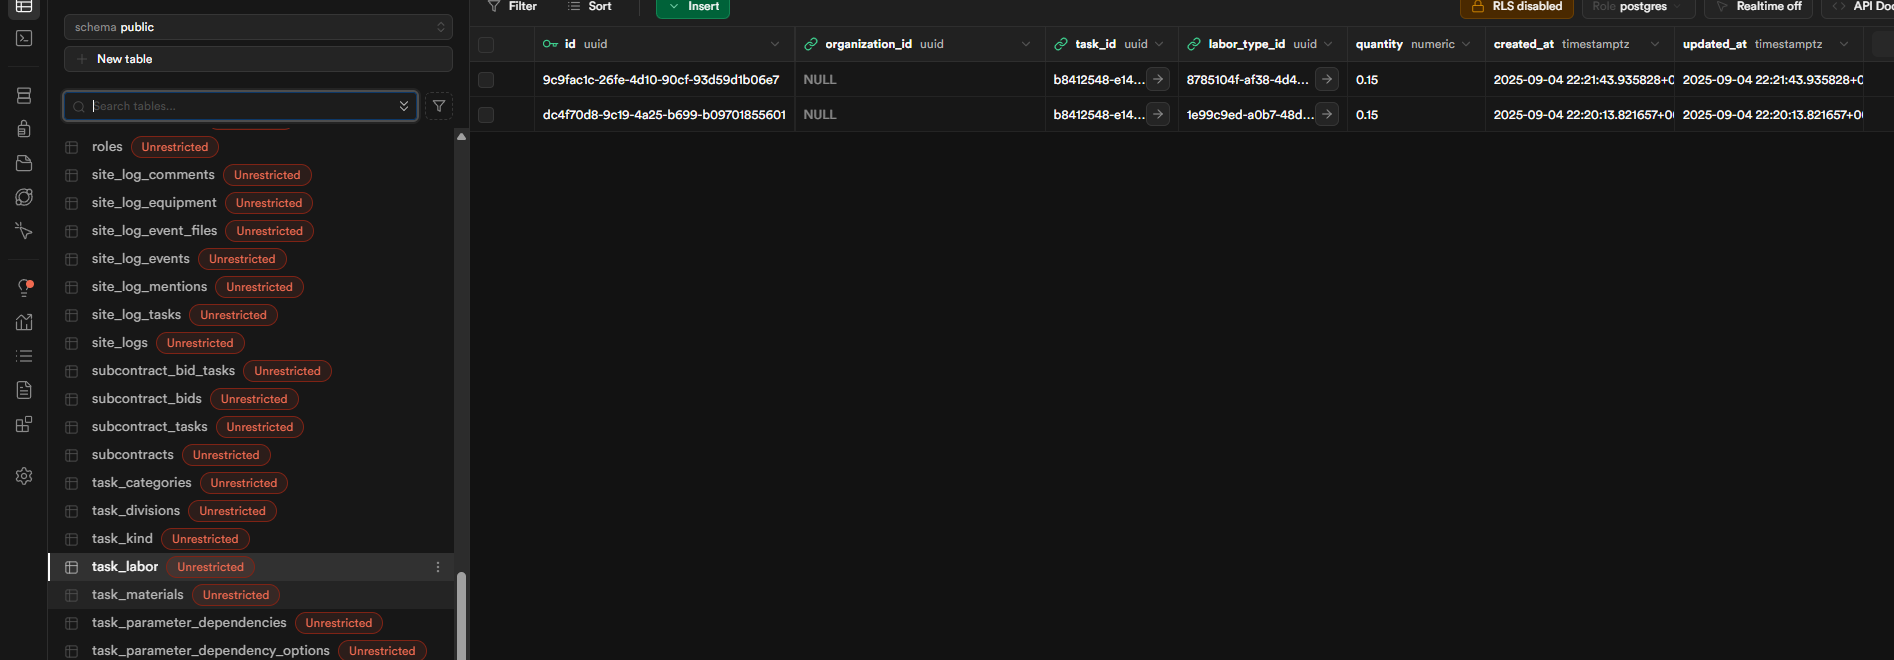 schema public
New table
Search tables...
roles Unrestricted
site_log_comments Unrestricted
site_log_equipment Unrestricted
site_log_event_files Unrestricted
site_log_events Unrestricted
site_log_mentions Unrestricted
site_log_tasks Unrestricted
site_logs Unrestricted
subcontract_bid_tasks Unrestricted
subcontract_bids Unrestricted
subcontract_tasks Unrestricted
subcontracts Unrestricted
task_categories Unrestricted
task_divisions Unrestricted
task_kind Unrestricted
task_labor Unrestricted
task_materials Unrestricted
task_parameter_dependencies Unrestricted
task_parameter_dependency_options Unrestricted
Filter Sort Insert RLS disabled Role postgres Realtime off API Doc
id uuid organization_id uuid task_id uuid labor_type_id uuid quantity numeric created_at timestamptz updated_at timestamptz
9c9fac1c-26fe-4d10-90cf-93d59d1b06e7 NULL b8412548-e14... 8785104f-af38-4d4... 0.15 2025-09-04 22:21:43.935828+0 2025-09-04 22:21:43.935828+0
dc4f70d8-9c19-4a25-b699-b09701855601 NULL b8412548-e14... 1e99c9ed-a0b7-48d... 0.15 2025-09-04 22:20:13.821657+0 2025-09-04 22:20:13.821657+0